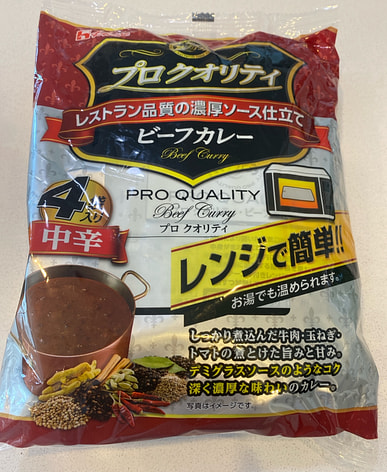 プロ クオリティ
レストラン品質の濃厚ソース仕立て
ビーフカレー
Beef Curry
PRO QUALITY
Beef Curry
プロ クオリティ
4袋入り
中辛
レンジで簡単!!
お湯でも温められます。
しっかり煮込んだ牛肉・玉ねぎ・
トマトの煮とけた旨みと甘み。
デミグラスソースのようなコク
深く濃厚な味わいのカレー。
写真はイメージです。